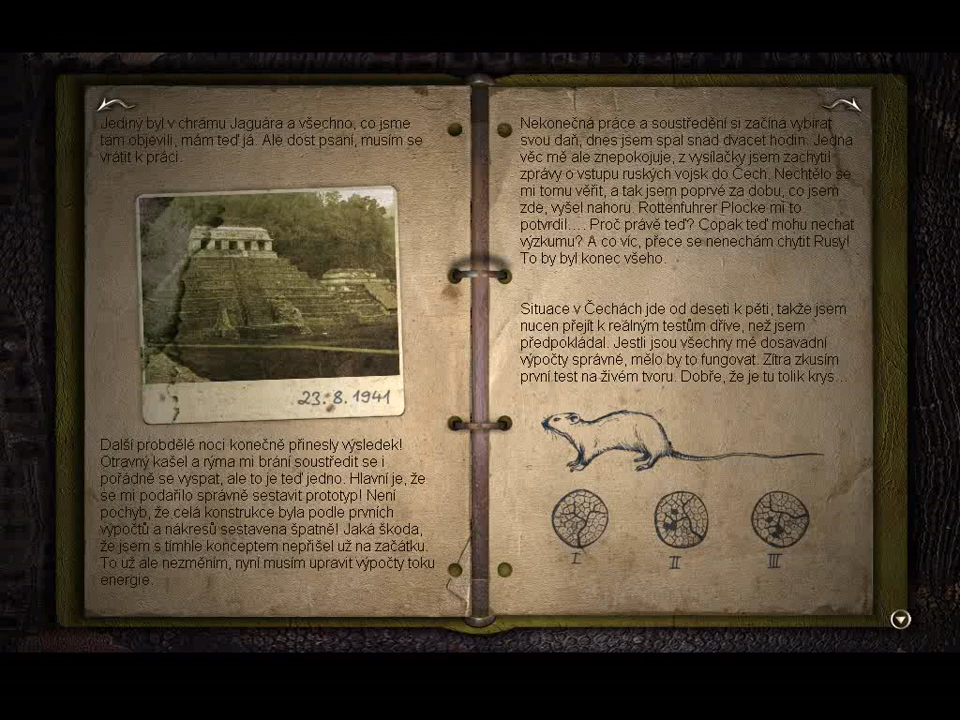 Jediný byl v chrámu Jaguára a všechno, co jsme
tam objevili, mám teď já. Ale dost psaní, musím se
vrátit k práci.
23. 8. 1941
Další probdělé noci konečně přinesly výsledek!
Otravný kašel a rýma mi brání soustředit se i
pořádně se vyspat, ale to je teď jedno. Hlavní je, že
se mi podařilo správně sestavit prototyp! Není
pochyb, že celá konstrukce byla podle prvních
výpočtů a nákresů sestavena špatně! Jaká škoda,
že jsem s tímhle konceptem nepřišel už na začátku.
To už ale nezměním, nyní musím upravit výpočty toku
energie.
Nekonečná práce a soustředění si začíná vybírat
svou daň, dnes jsem spal snad dvacet hodin. Jedna
věc mě ale znepokojuje, z vysílačky jsem zachytil
zprávy o vstupu ruských vojsk do Čech. Nechtělo se
mi tomu věřit, a tak jsem poprvé za dobu, co jsem
zde, vyšel nahoru. Rottenfuhrer Plocke mi to
potvrdil.... Proč právě teď? Copak teď mohu nechat
výzkumu? A co víc, přece se nenechám chytit Rusy!
To by byl konec všeho.
Situace v Čechách jde od deseti k pěti, takže jsem
nucen přejít k reálným testům dříve, než jsem
předpokládal. Jestli jsou všechny mé dosavadní
výpočty správné, mělo by to fungovat. Zítra zkusím
první test na živém tvoru. Dobře, že je tu tolik krys...
I II III